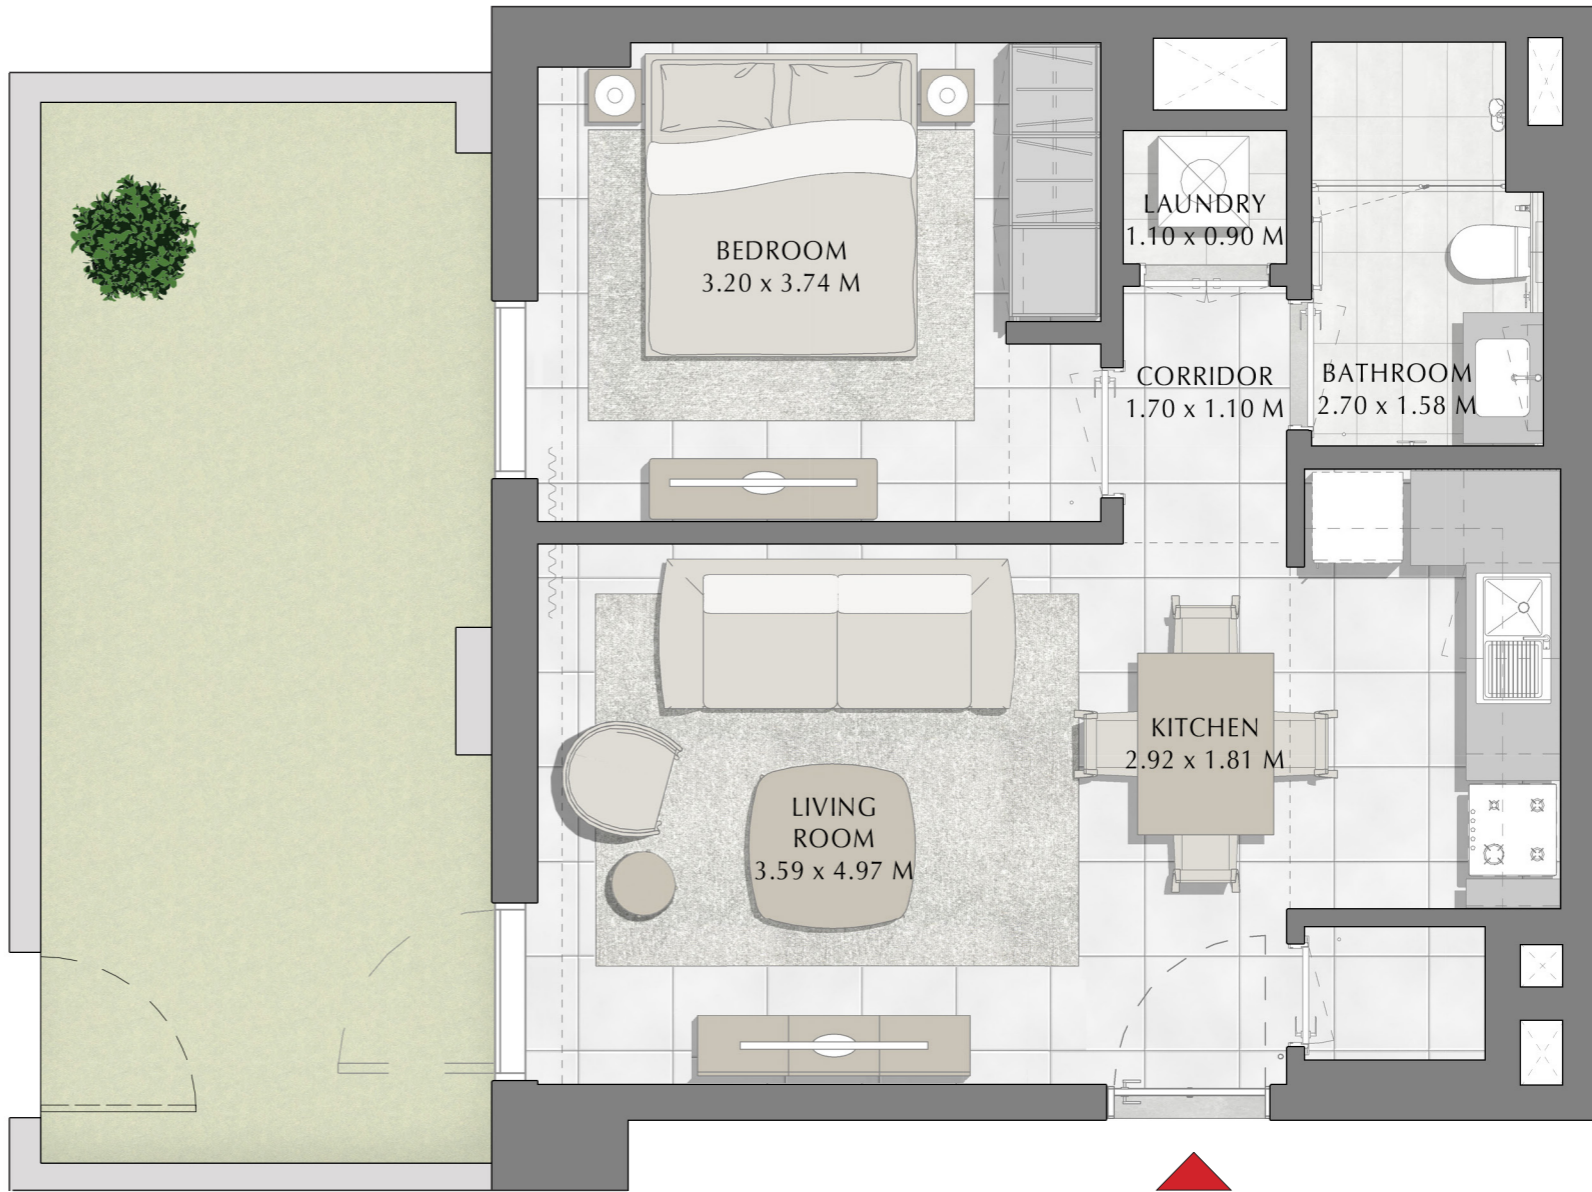 BEDROOM
3.20 x 3.74 M
LAUNDRY
1.10 x 0.90 M
CORRIDOR
1.70 x 1.10 M
BATHROOM
2.70 x 1.58 M
KITCHEN
2.92 x 1.81 M
LIVING
ROOM
3.59 x 4.97 M